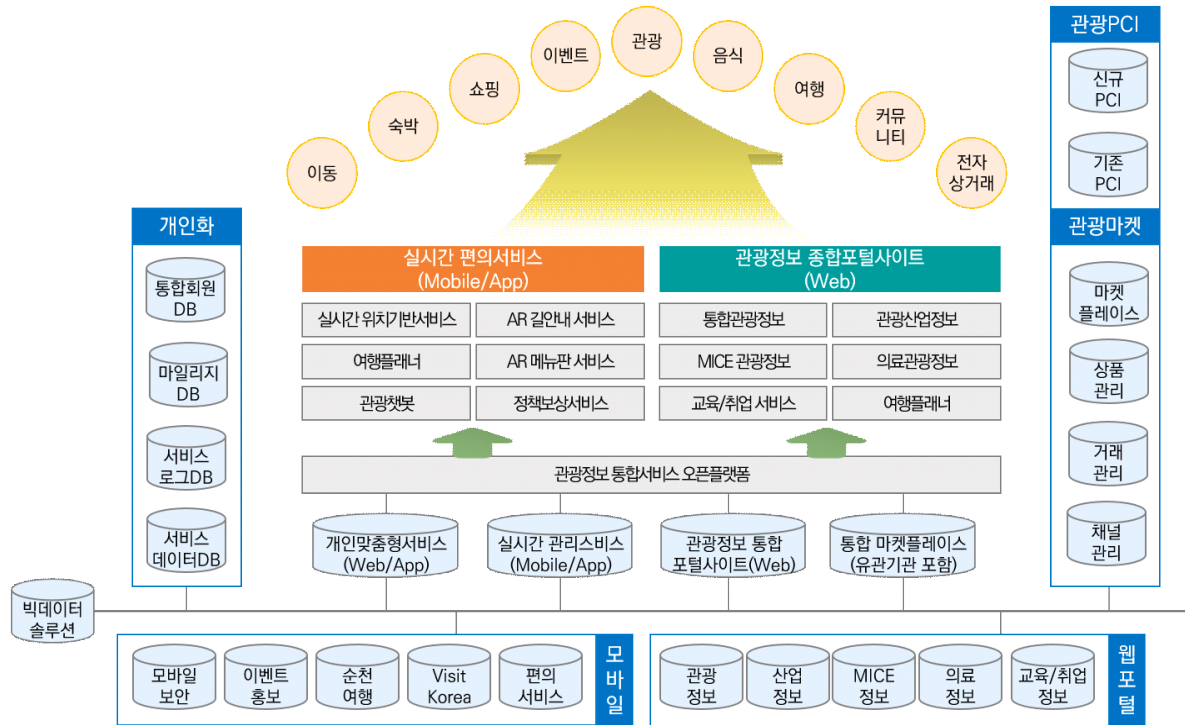 관광
이벤트
음식
쇼핑
여행
숙박
커뮤
니티
이동
전자
상거래
관광PCI
신규
PCI
기존
PCI
개인화
통합회원
DB
마일리지
DB
서비스
로그DB
서비스
데이터DB
실시간 편의서비스
(Mobile/App)
실시간 위치기반서비스
AR 길안내 서비스
여행플래너
AR 메뉴판 서비스
관광챗봇
정책보상서비스
관광정보 종합포털사이트
(Web)
통합관광정보
관광산업정보
MICE 관광정보
의료관광정보
교육/취업 서비스
여행플래너
관광정보 통합서비스 오픈플랫폼
개인맞춤형서비스
(Web/App)
실시간 관리스비스
(Mobile/App)
관광정보 통합
포털사이트(Web)
통합 마켓플레이스
(유관기관 포함)
관광마켓
마켓
플레이스
상품
관리
거래
관리
채널
관리
빅데이터
솔루션
모바일
보안
이벤트
홍보
순천
여행
Visit
Korea
편의
서비스
모
바
일
관광
정보
산업
정보
MICE
정보
의료
정보
교육/취업
정보
웹
포
털